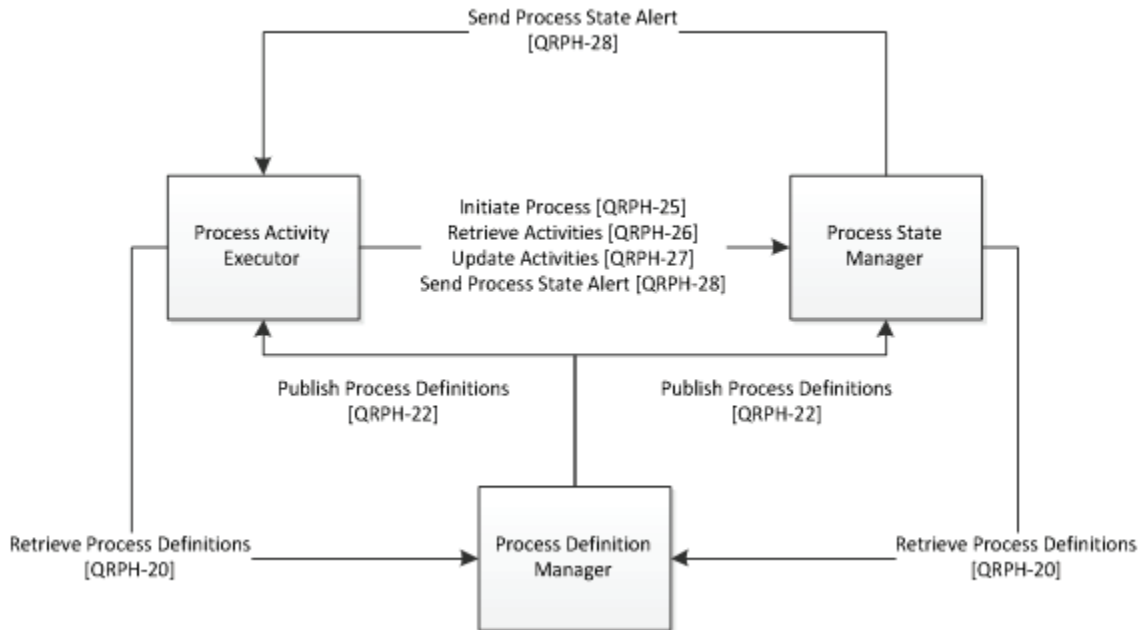 Send Process State Alert
[QRPH-28]
Process Activity
Executor
Initiate Process [QRPH-25]
Retrieve Activities [QRPH-26]
Update Activities [QRPH-27]
Send Process State Alert [QRPH-28]
Process State
Manager
Publish Process Definitions
[QRPH-22]
Publish Process Definitions
[QRPH-22]
Retrieve Process Definitions
[QRPH-20]
Process Definition
Manager
Retrieve Process Definitions
[QRPH-20]